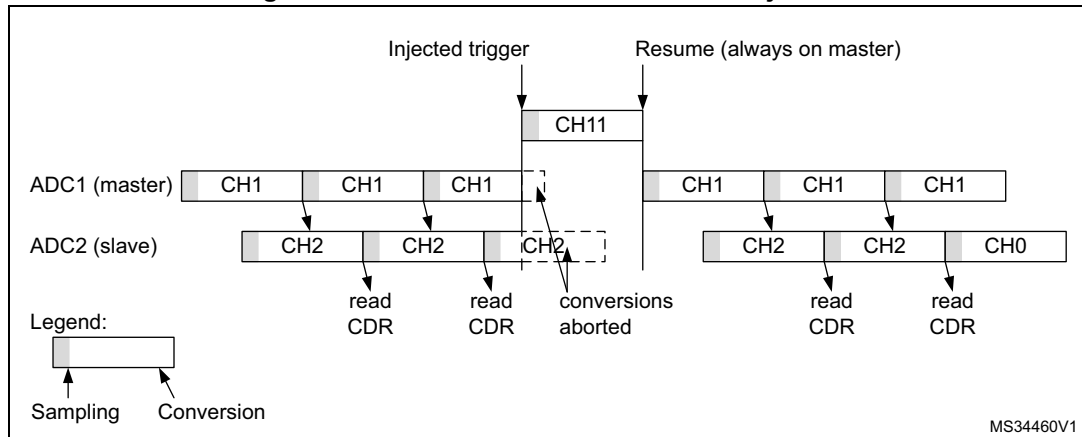 Injected trigger
Resume (always on master)
CH11
ADC1 (master)
CH1
CH1
CH1
CH1
CH1
CH1
ADC2 (slave)
CH2
CH2
CH2
CH2
CH2
CH0
read
CDR
read
CDR
conversions
aborted
read
CDR
read
CDR
Legend:
Sampling
Conversion
MS34460V1